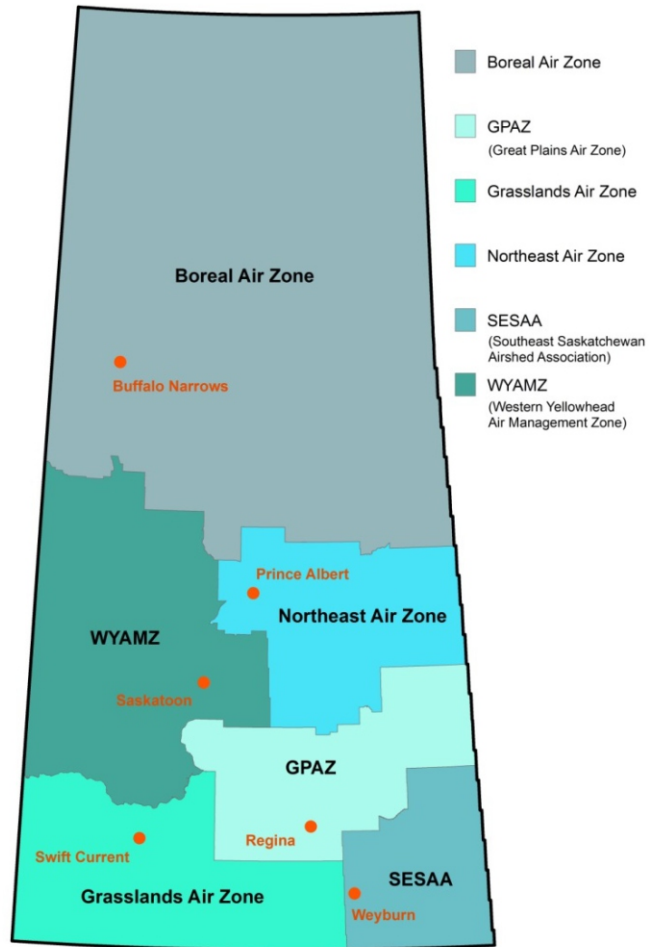 Boreal Air Zone
GPAZ
(Great Plains Air Zone)
Grasslands Air Zone
Northeast Air Zone
SESAA
(Southeast Saskatchewan
Airshed Association)
WYAMZ
(Western Yellowhead
Air Management Zone)
Boreal Air Zone
Buffalo Narrows
Prince Albert
Northeast Air Zone
WYAMZ
Saskatoon
GPAZ
Regina
Swift Current
SESAA
Grasslands Air Zone
Weyburn